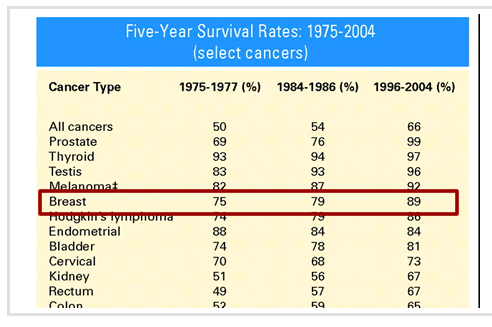 Five-Year Survival Rates: 1975-2004
(select cancers)
Cancer Type 1975-1977 (%) 1984-1986 (%) 1996-2004 (%)
All cancers 50 54 66
Prostate 69 76 99
Thyroid 93 94 97
Testis 83 93 96
Melanoma‡ 82 87 92
Breast 75 79 89
Hodgkin's lymphoma 74 79 86
Endometrial 88 84 84
Bladder 74 78 81
Cervical 70 68 73
Kidney 51 56 67
Rectum 49 57 67
Colon 52 59 65